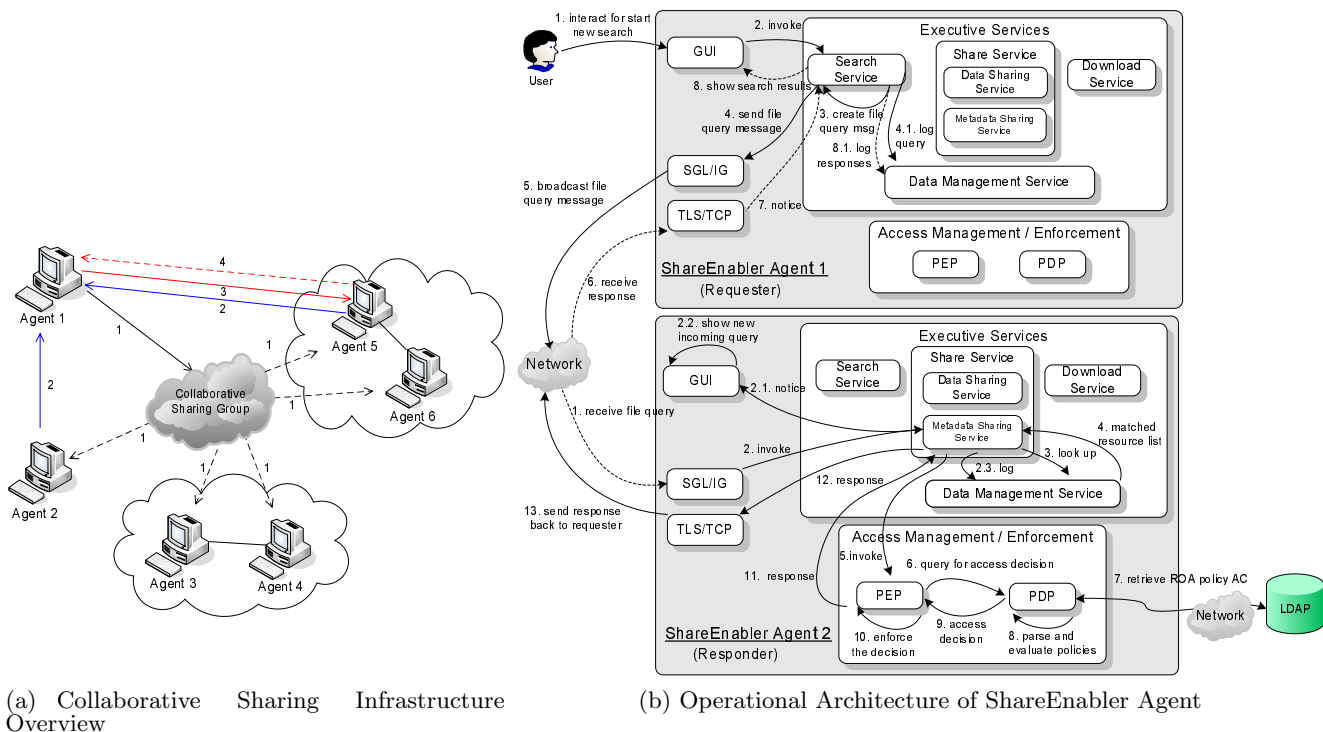 4
3
2
Agent 1
1
Agent 5
1
2
1
Agent 6
Collaborative
Sharing Group
1
1
1
Agent 2
Agent 3
Agent 4
(a) Collaborative Sharing Infrastructure
Overview
1. interact for start
new search
User
GUI
2. invoke
Executive Services
Search
Service
Share Service
Data Sharing
Service
Metadata Sharing
Service
Download
Service
8. show search results
4. send file
query message
3. create file
query msg
4.1. log
query
8.1. log
responses
Data Management Service
SGL/IG
5. broadcast file
query message
TLS/TCP
7. notice
Access Management / Enforcement
PEP
PDP
ShareEnabler Agent 1
(Requester)
6. receive
response
Network
2.2. show new
incoming query
GUI
2.1. notice
Executive Services
Search
Service
Share Service
Data Sharing
Service
Metadata Sharing
Service
Download
Service
1. receive file query
2. invoke
4. matched
resource list
3. look up
2.3. log
Data Management Service
SGL/IG
12. response
13. send response
back to requester
TLS/TCP
Access Management / Enforcement
5.invoke
6. query for access decision
11. response
PEP
PDP
9. access
decision
10. enforce
the decision
8. parse and
evaluate policies
7. retrieve ROA policy AC
Network
LDAP
ShareEnabler Agent 2
(Responder)
(b) Operational Architecture of ShareEnabler Agent